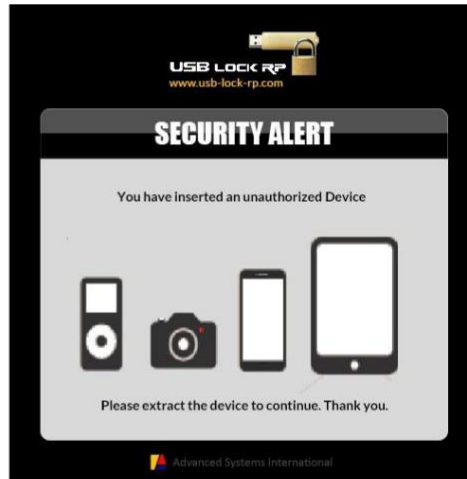 USB LOCK RP
www.usb-lock-rp.com
SECURITY ALERT
You have inserted an unauthorized Device
Please extract the device to continue. Thank you.
Advanced Systems International